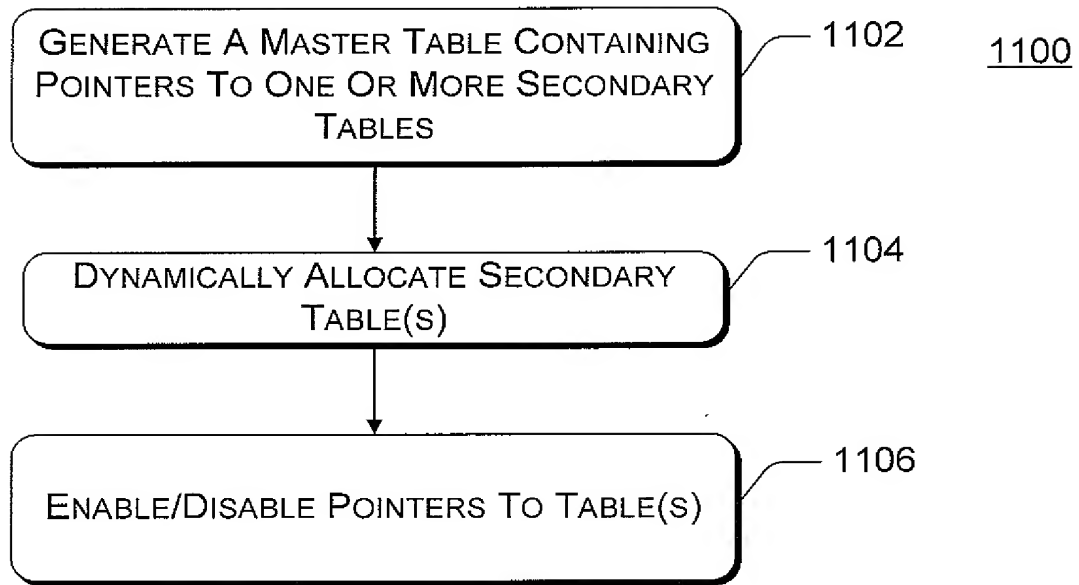 GENERATE A MASTER TABLE CONTAINING
POINTERS TO ONE OR MORE SECONDARY
TABLES
1102
1100
DYNAMICALLY ALLOCATE SECONDARY
TABLE(S)
1104
ENABLE/DISABLE POINTERS TO TABLE(S)
1106